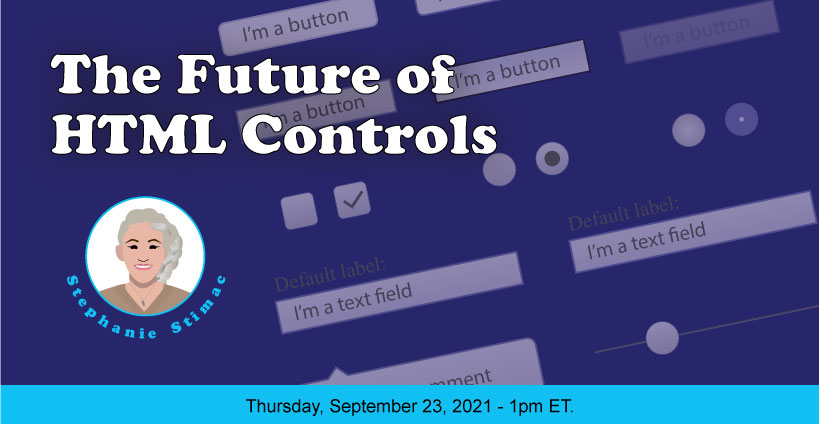 I'm a button
The Future of
I'm a button
I'm a button
I'm a button
HTML Controls
Default label:
I'm a text field
Default label:
I'm a text field
Stephanie Stimac
Thursday, September 23, 2021 - 1pm ET.